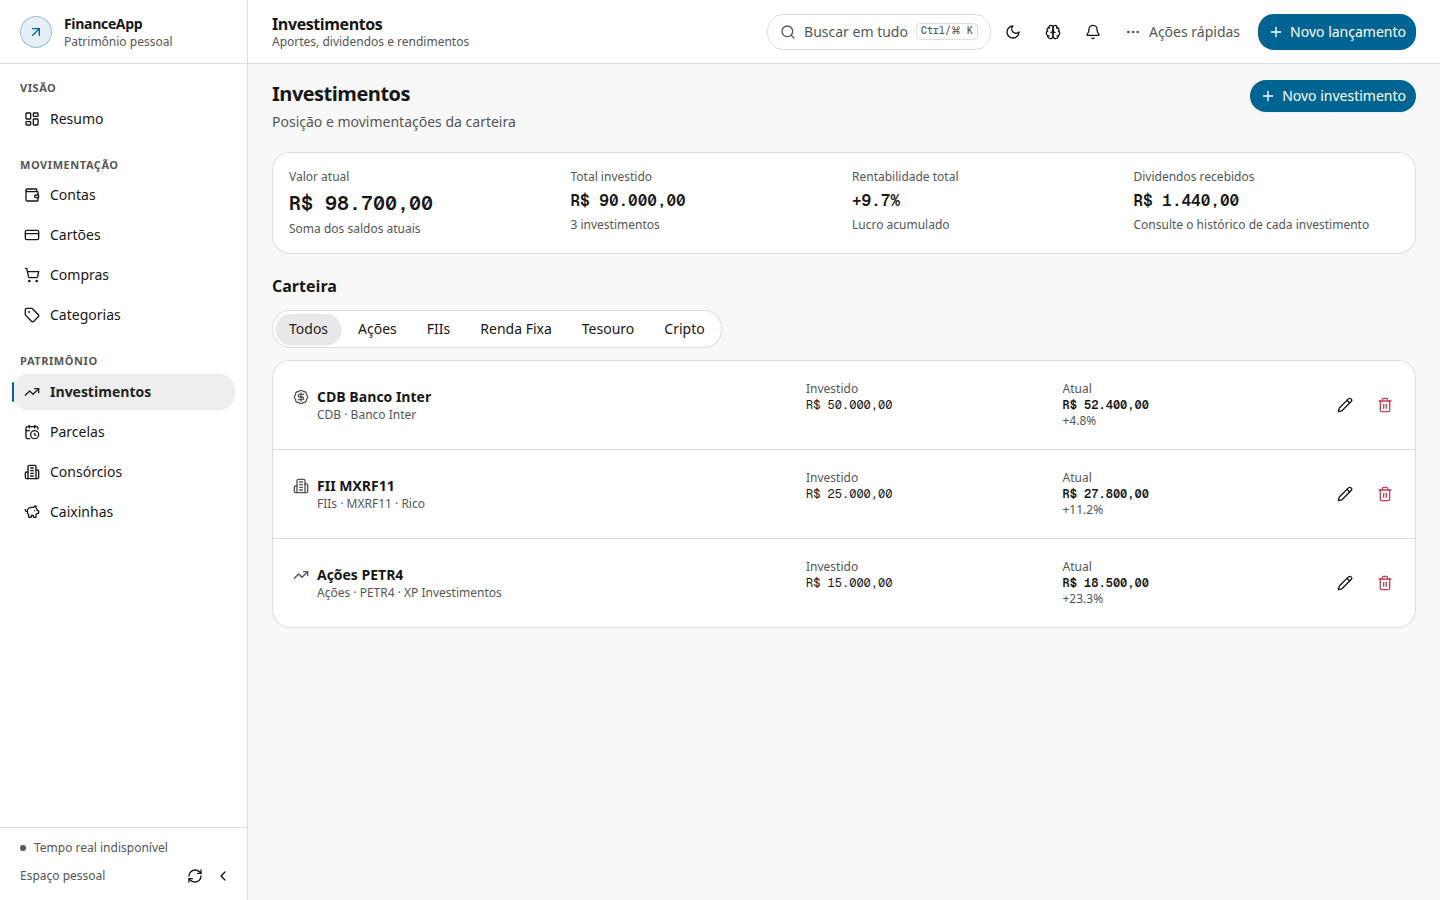 FinanceApp
Patrimônio pessoal
VISÃO
Resumo
MOVIMENTAÇÃO
Contas
Cartões
Compras
Categorias
PATRIMÔNIO
Investimentos
Parcelas
Consórcios
Caixinhas
Tempo real indisponível
Espaço pessoal
Investimentos
Aportes, dividendos e rendimentos
Buscar em tudo Ctrl/⌘ K
Ações rápidas
Novo lançamento
Investimentos
Posição e movimentações da carteira
Novo investimento
Valor atual
R$ 98.700,00
Soma dos saldos atuais
Total investido
R$ 90.000,00
3 investimentos
Rentabilidade total
+9.7%
Lucro acumulado
Dividendos recebidos
R$ 1.440,00
Consulte o histórico de cada investimento
Carteira
Todos Ações FIIs Renda Fixa Tesouro Cripto
CDB Banco Inter
CDB · Banco Inter
Investido
R$ 50.000,00
Atual
R$ 52.400,00
+4.8%
FII MXRF11
FIIs · MXRF11 · Rico
Investido
R$ 25.000,00
Atual
R$ 27.800,00
+11.2%
Ações PETR4
Ações · PETR4 · XP Investimentos
Investido
R$ 15.000,00
Atual
R$ 18.500,00
+23.3%